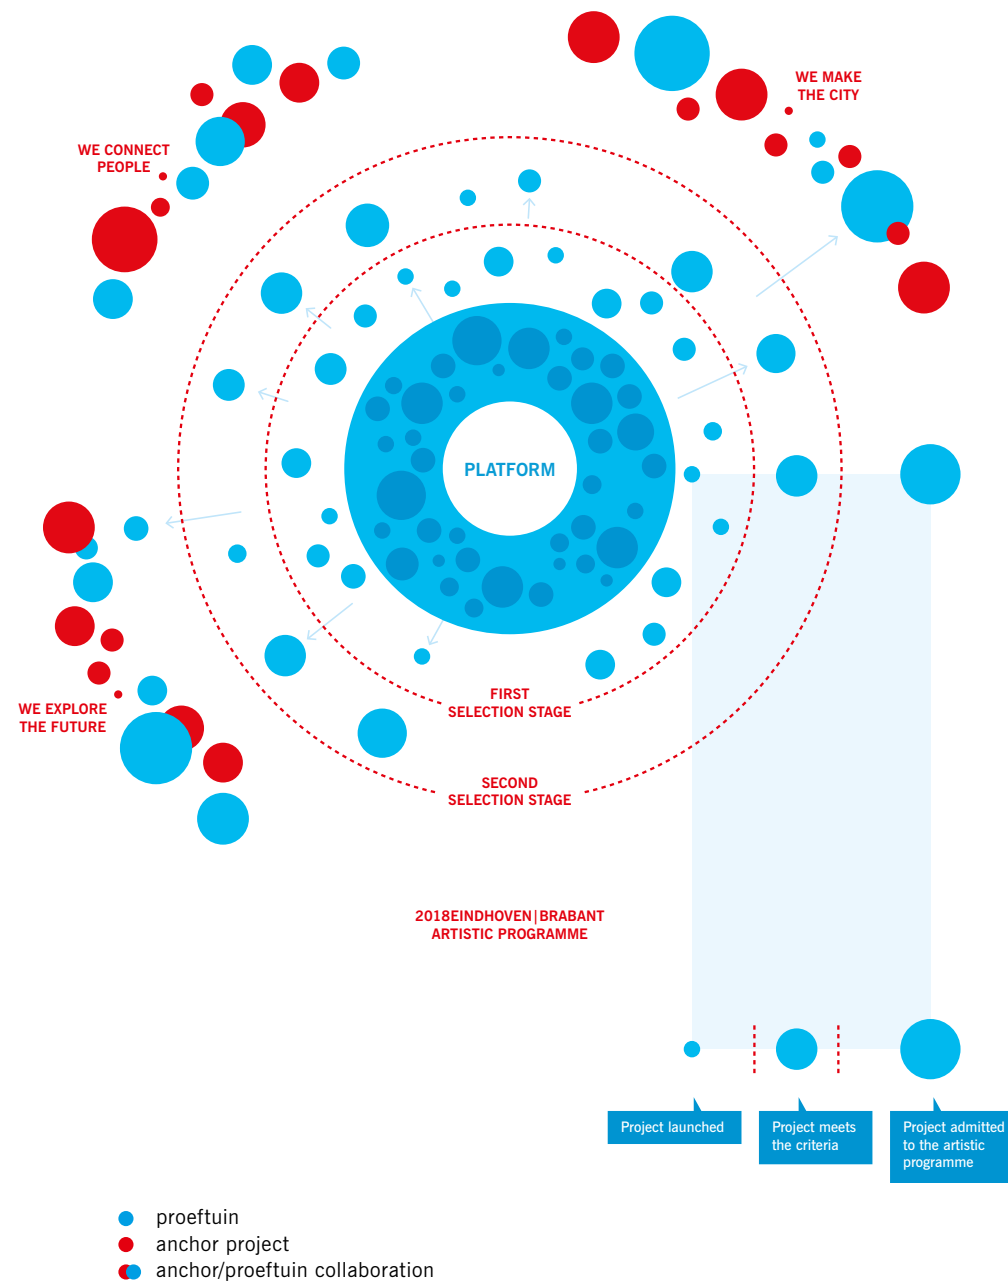 WE MAKE
THE CITY
WE CONNECT
PEOPLE
PLATFORM
FIRST
SELECTION STAGE
WE EXPLORE
THE FUTURE
SECOND
SELECTION STAGE
2018EINDHOVEN|BRABANT
ARTISTIC PROGRAMME
Project launched
Project meets
the criteria
Project admitted
to the artistic
programme
proeftuin
anchor project
anchor/proeftuin collaboration